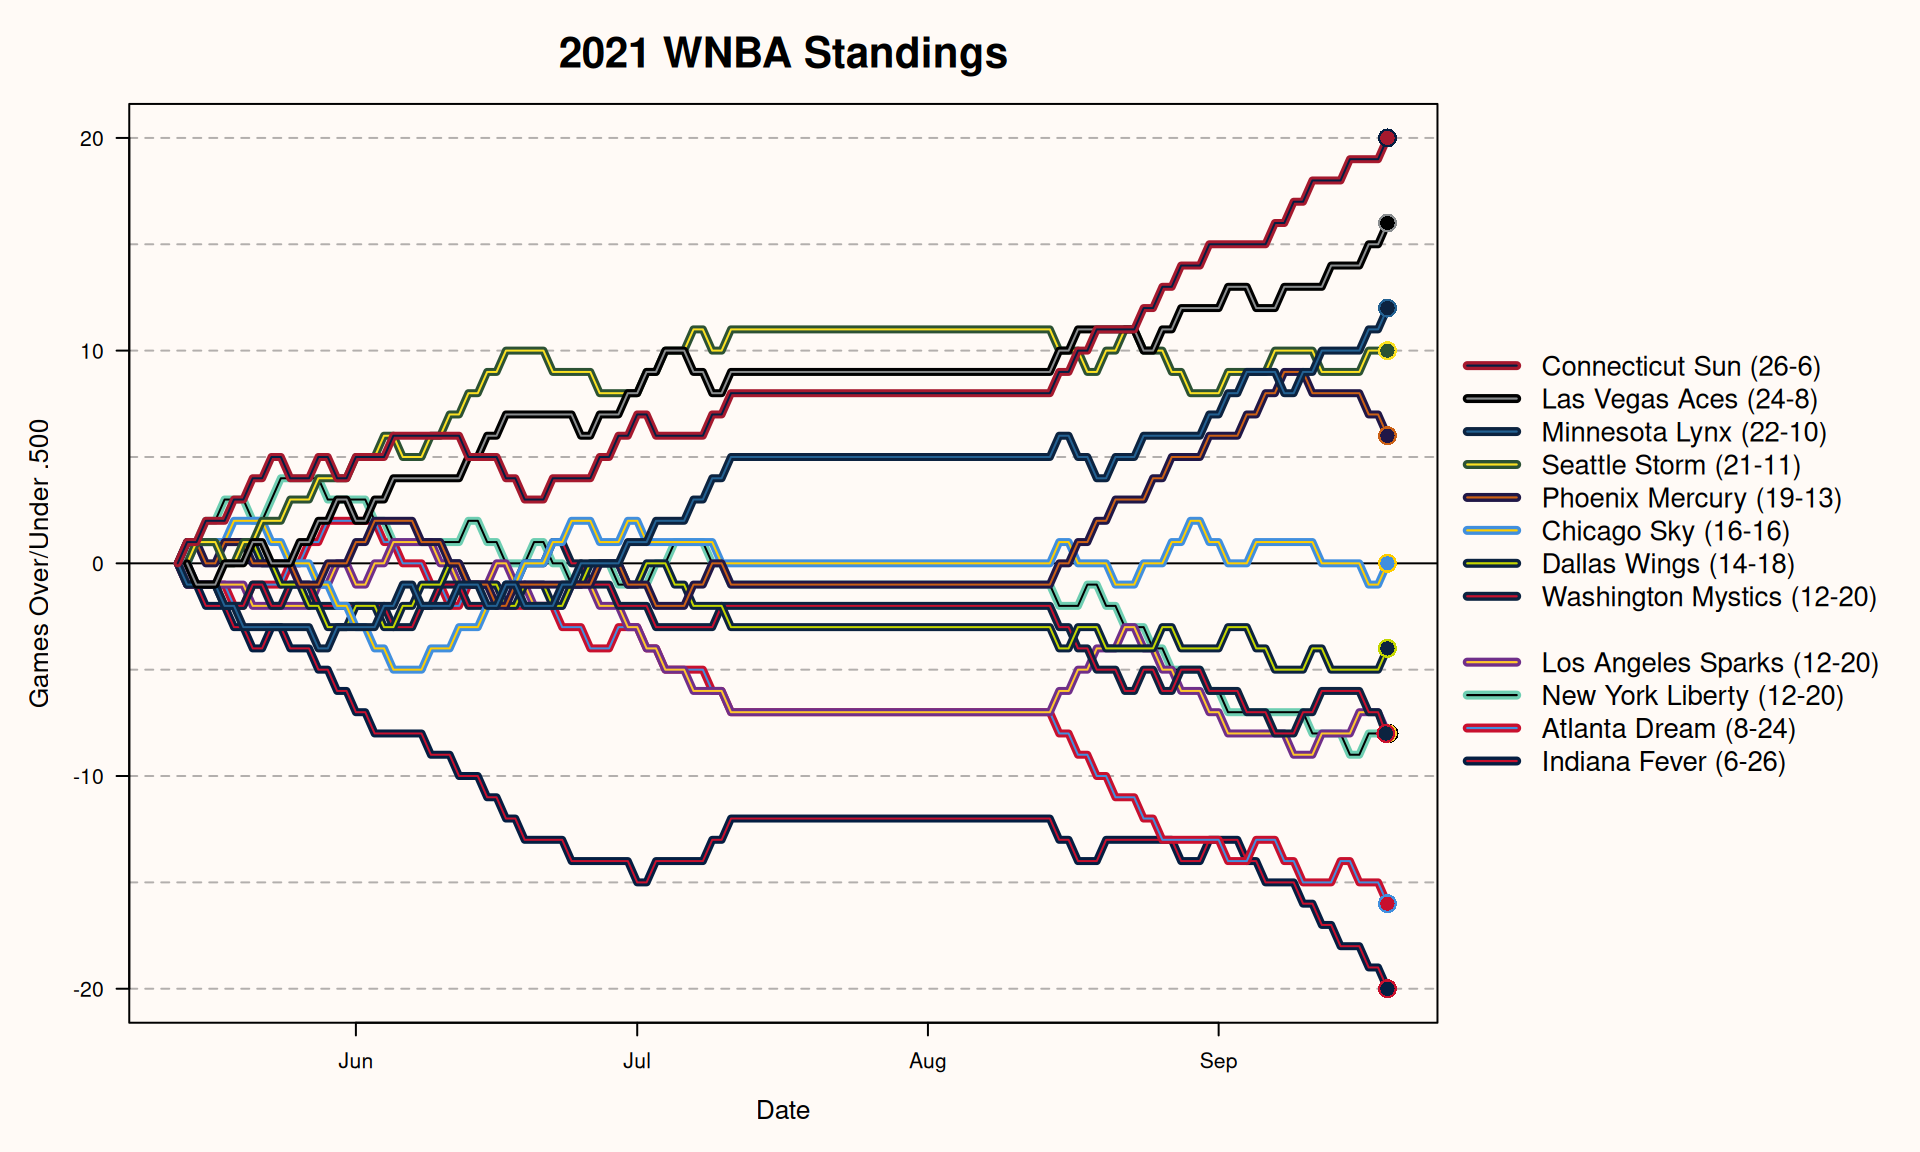 2021 WNBA Standings
Games Over/Under .500
20
10
0
-10
-20
Jun
Jul
Aug
Sep
Date
Connecticut Sun (26-6)
Las Vegas Aces (24-8)
Minnesota Lynx (22-10)
Seattle Storm (21-11)
Phoenix Mercury (19-13)
Chicago Sky (16-16)
Dallas Wings (14-18)
Washington Mystics (12-20)
Los Angeles Sparks (12-20)
New York Liberty (12-20)
Atlanta Dream (8-24)
Indiana Fever (6-26)